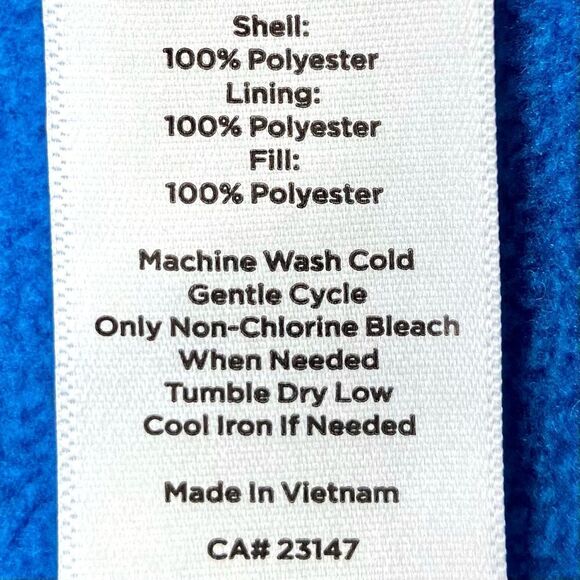 Shell:
100% Polyester
Lining:
100% Polyester
Fill:
100% Polyester
Machine Wash Cold
Gentle Cycle
Only Non-Chlorine Bleach
When Needed
Tumble Dry Low
Cool Iron If Needed
Made In Vietnam
CA# 23147